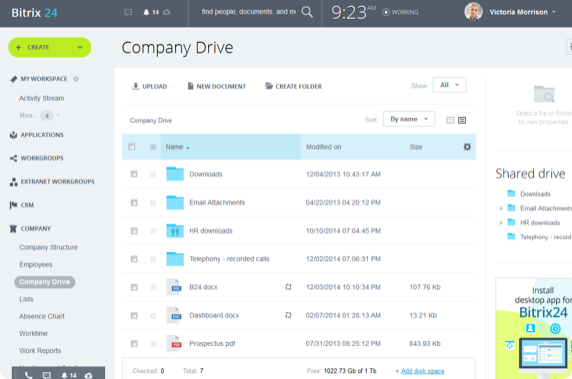 Bitrix 24
14
find people, documents, and m
9:23 AM
WORKING
Victoria Morrison
+ CREATE
MY WORKSPACE
Activity Stream
More...
APPLICATIONS
WORKGROUPS
EXTRANET WORKGROUPS
CRM
COMPANY
Company Structure
Employees
Company Drive
Lists
Absence Chart
Worktime
Work Reports
14
Company Drive
UPLOAD
NEW DOCUMENT
CREATE FOLDER
Show:
All
Company Drive
Sort:
By name
Name
Modified on
Size
Downloads
12/04/2013 10:43:17 AM
Email Attachments
04/22/2013 04:20:12 PM
HR downloads
10/10/2014 07:04:45 PM
Telephony - recorded calls
12/02/2014 07:06:31 PM
B24.docx
12/03/2014 10:10:34 PM
107.76 Kb
Dashboard.docx
02/07/2014 01:28:13 AM
13.21 Kb
Prospectus.pdf
07/31/2013 08:25:12 PM
843.93 Kb
Checked: 0
Total: 7
Free: 1022.73 Gb of 1 Tb
+ Add disk space
Select a file or folder
to view properties.
Shared drive
Downloads
Email Attachments
HR downloads
Telephony - recorded
Install
desktop app for
Bitrix24